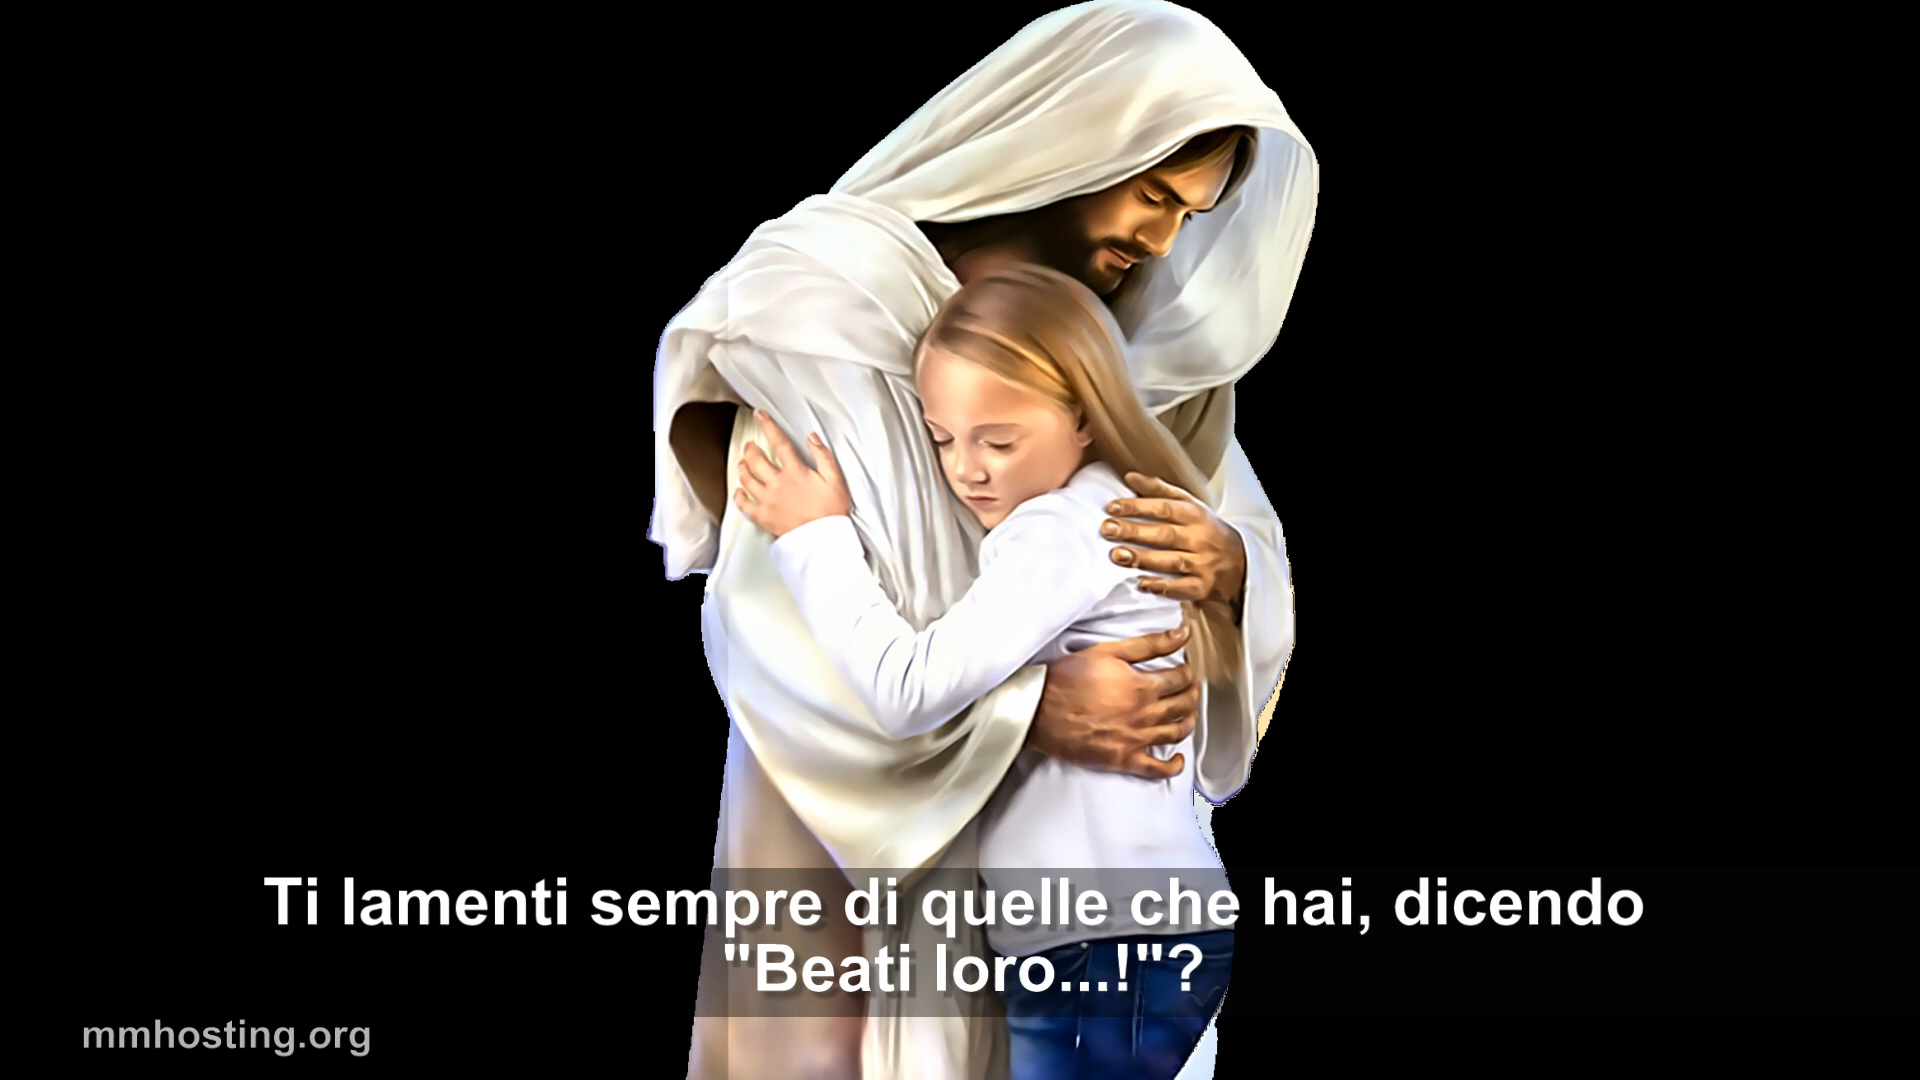 Ti lamenti sempre di quelle che hai, dicendo
"Beati loro...!"?
mmhosting.org